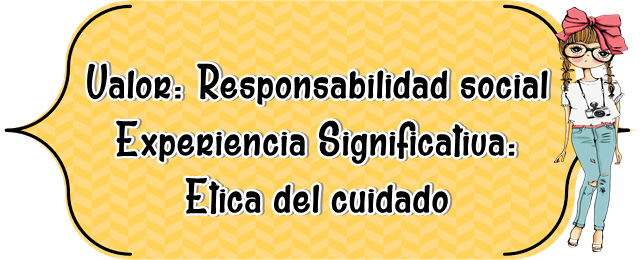 Valor: Responsabilidad social
Experiencia Significativa:
Etica del cuidado